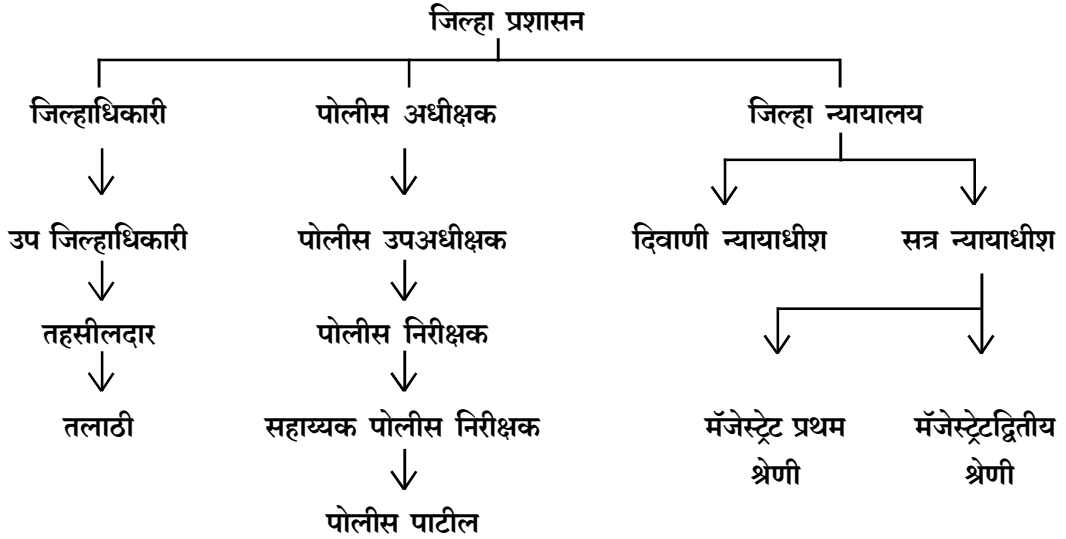 जिल्हा प्रशासन
जिल्हाधिकारी पोलीस अधीक्षक जिल्हा न्यायालय
उप जिल्हाधिकारी पोलीस उपअधीक्षक दिवाणी न्यायाधीश सत्र न्यायाधीश
तहसीलदार पोलीस निरीक्षक
तलाठी सहाय्यक पोलीस निरीक्षक मॅजेस्ट्रेट प्रथम मॅजेस्ट्रेटद्वितीय
श्रेणी श्रेणी
पोलीस पाटील